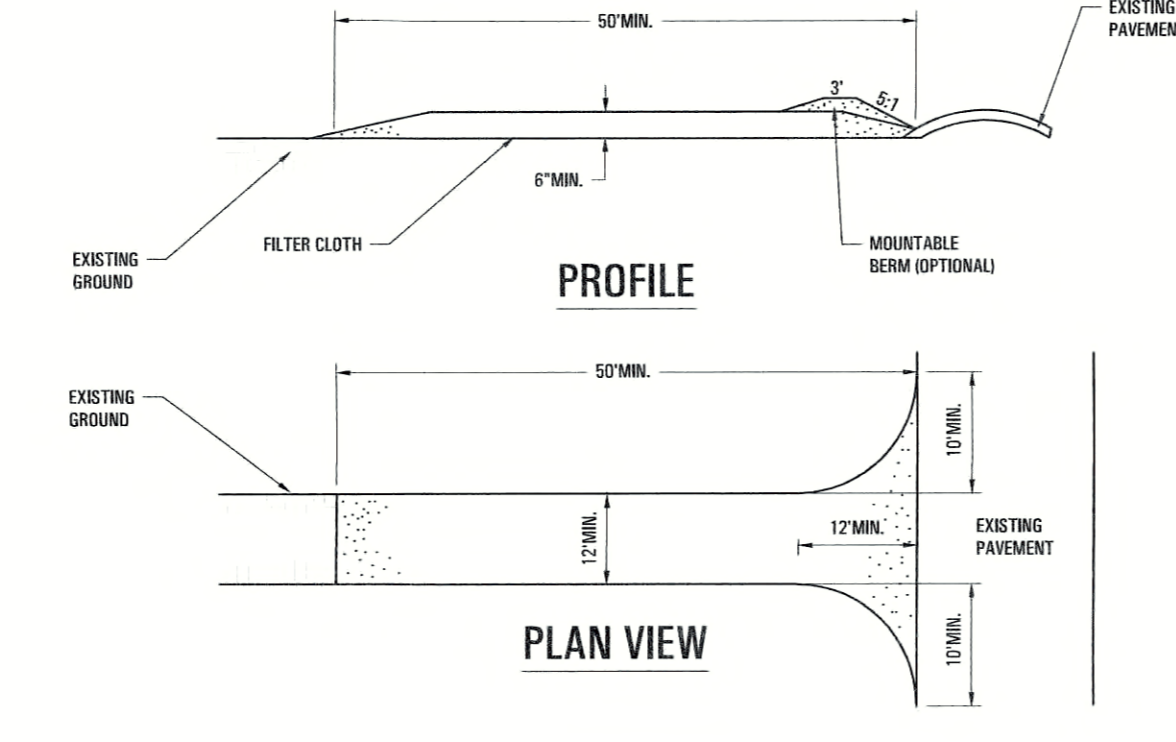 50'MIN.
EXISTING
3'
5:1
6"MIN.
FILTER CLOTH
EXISTING
GROUND
MOUNTABLE
BERM (OPTIONAL)
PROFILE
50'MIN.
EXISTING
GROUND
10'MIN.
12'MIN.
12'MIN.
EXISTING
PAVEMENT
10'MIN.
PLAN VIEW